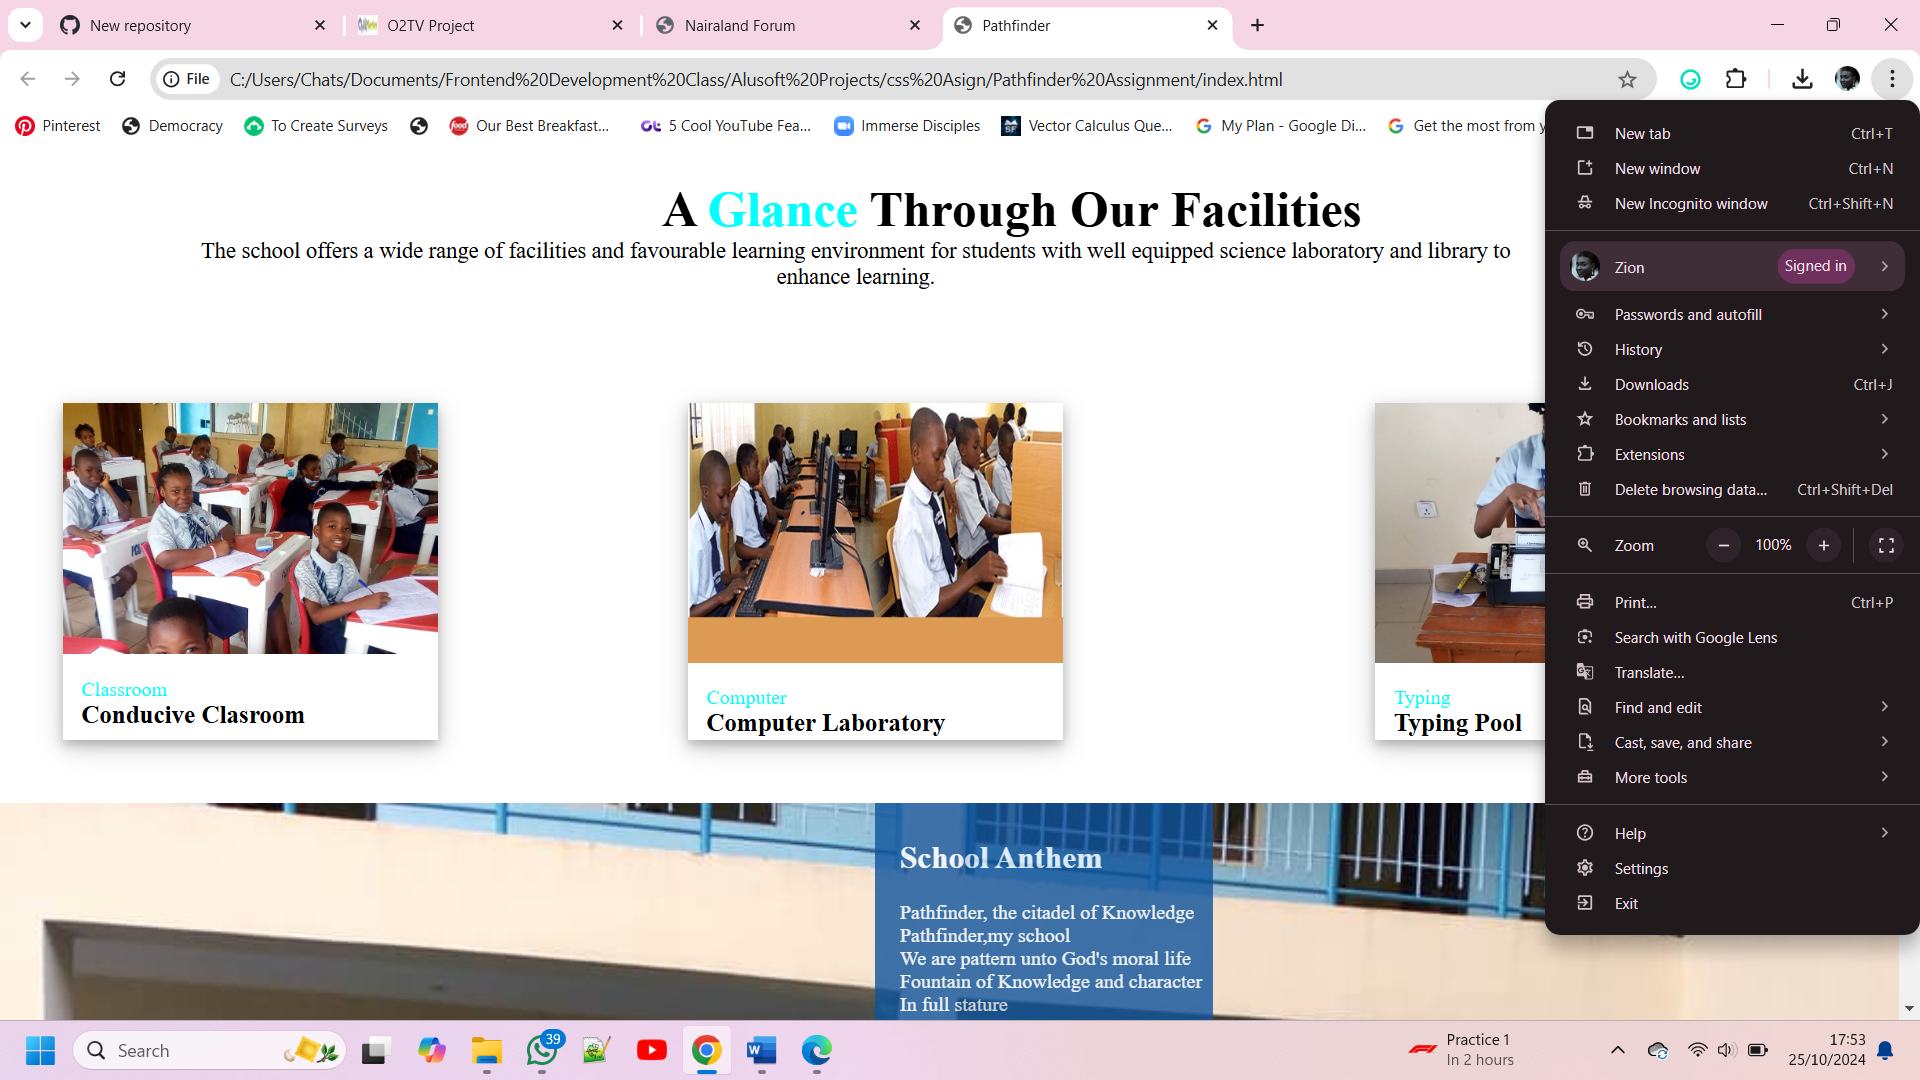 New repository
O2TV Project
Nairaland Forum
Pathfinder
File
C:/Users/Chats/Documents/Frontend%20Development%20Class/Alusoft%20Projects/css%20Asign/Pathfinder%20Assignment/index.html
Pinterest
Democracy
To Create Surveys
Our Best Breakfast...
5 Cool YouTube Fea...
Immerse Disciples
Vector Calculus Que...
My Plan - Google Di...
Get the most from y
New tab Ctrl+T
New window Ctrl+N
New Incognito window Ctrl+Shift+N
Zion Signed in
Passwords and autofill
History
Downloads Ctrl+J
Bookmarks and lists
Extensions
Delete browsing data... Ctrl+Shift+Del
Zoom − 100% +
Print... Ctrl+P
Search with Google Lens
Translate...
Find and edit
Cast, save, and share
More tools
Help
Settings
Exit
A Glance Through Our Facilities
The school offers a wide range of facilities and favourable learning environment for students with well equipped science laboratory and library to
enhance learning.
Classroom
Conducive Clasroom
Computer
Computer Laboratory
Typing
Typing Pool
School Anthem
Pathfinder, the citadel of Knowledge
Pathfinder,my school
We are pattern unto God's moral life
Fountain of Knowledge and character
In full stature
Search
39
Practice 1
In 2 hours
17:53
25/10/2024